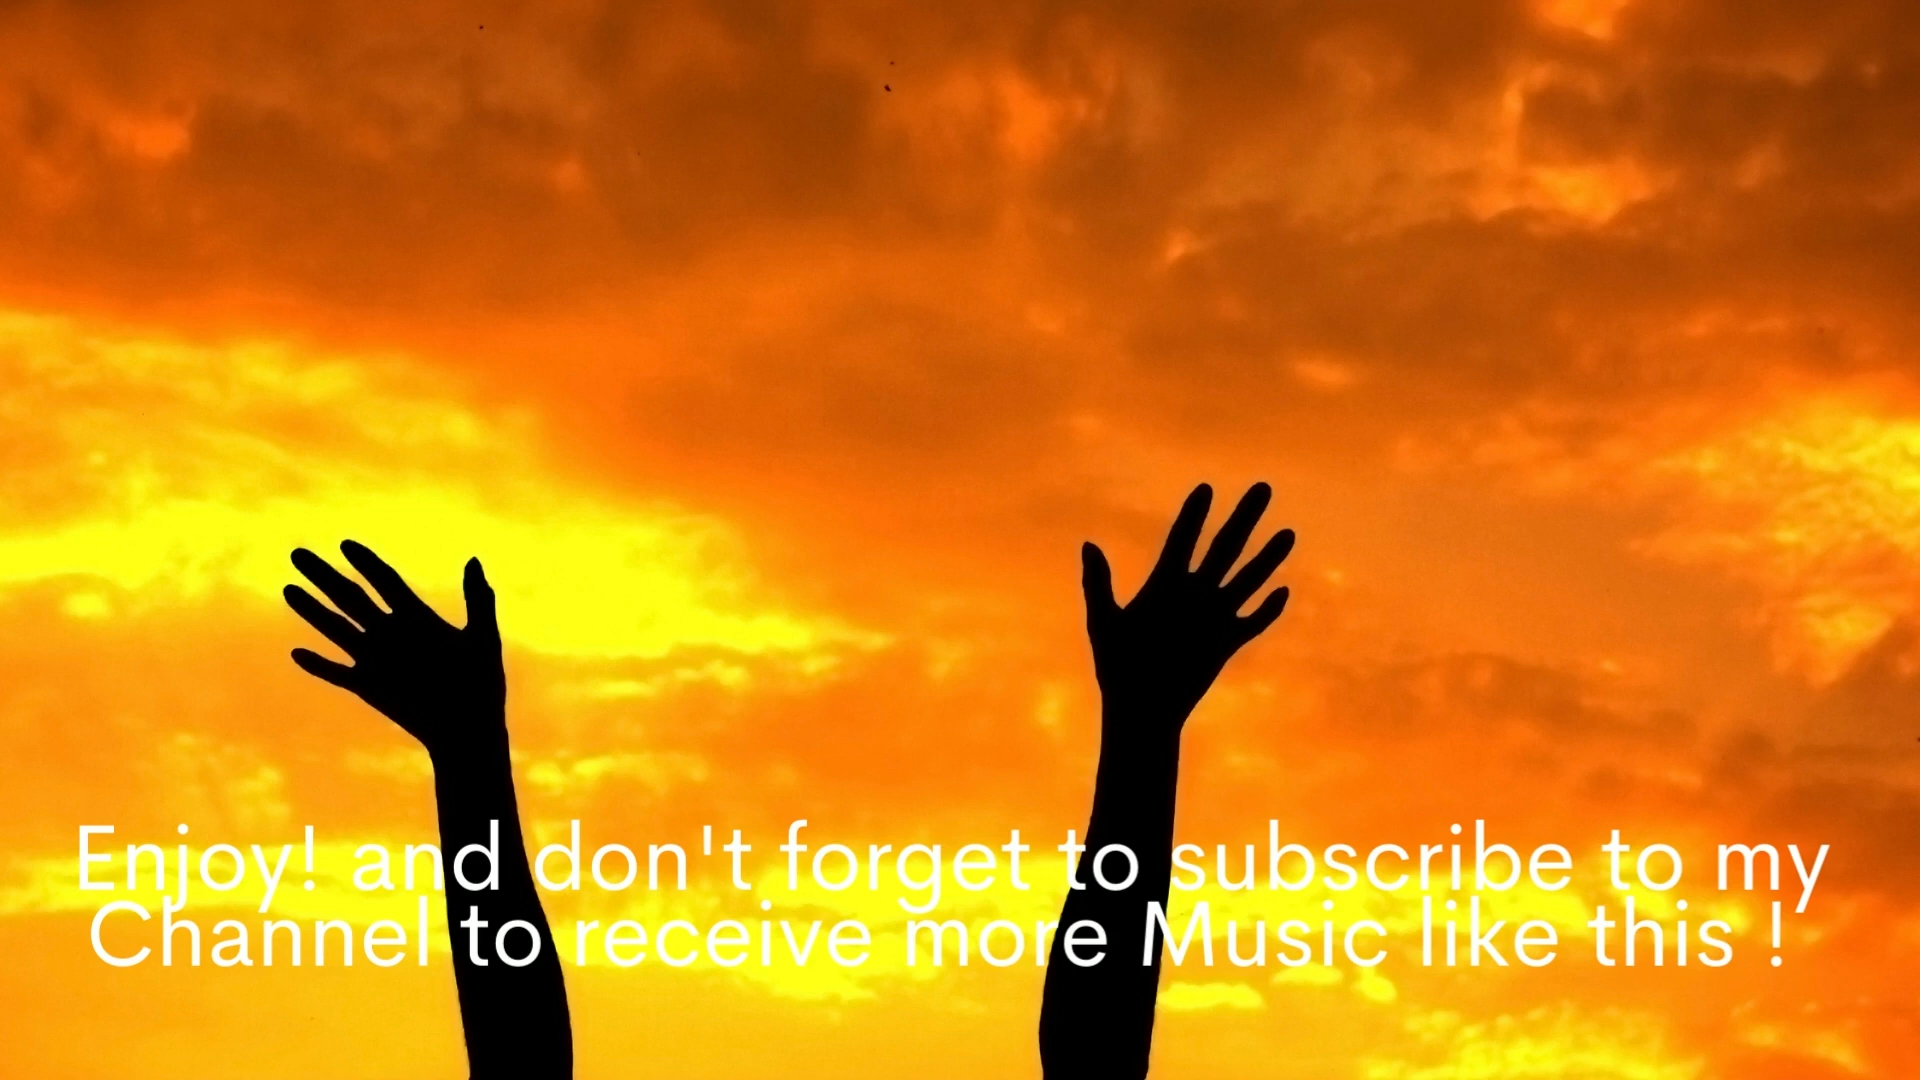 Enjoy! and don't forget to subscribe to my
Channel to receive more Music like this !